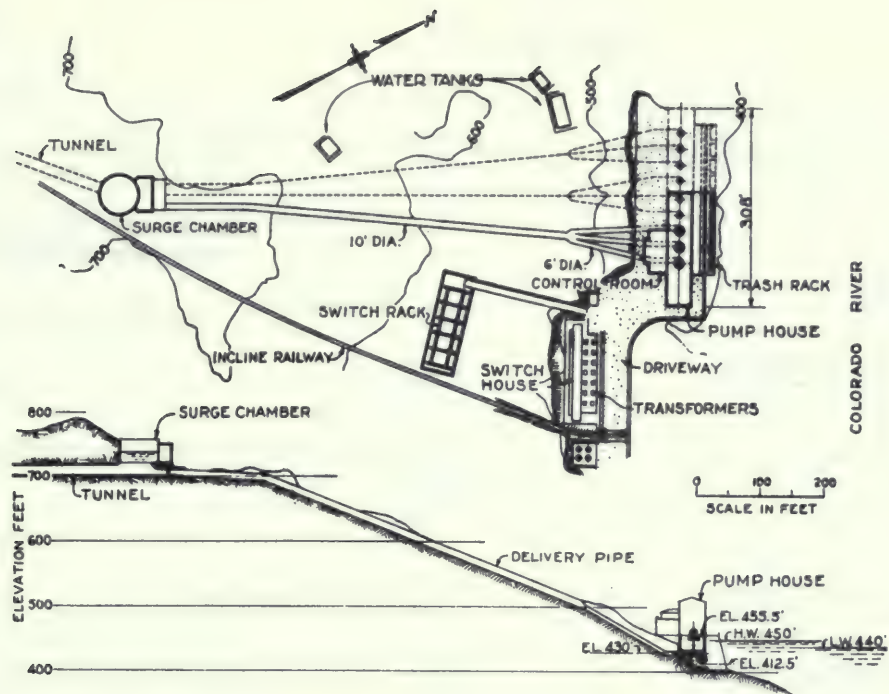 N
700
WATER TANKS
500
400
TUNNEL
600
SURGE CHAMBER
308'
700
10' DIA.
6' DIA.
CONTROL ROOM
TRASH RACK
SWITCH RACK
PUMP HOUSE
INCLINE RAILWAY
SWITCH HOUSE
DRIVEWAY
TRANSFORMERS
COLORADO RIVER
800
SURGE CHAMBER
700
TUNNEL
0 100 200
SCALE IN FEET
ELEVATION FEET
600
DELIVERY PIPE
PUMP HOUSE
500
EL. 455.5'
H.W. 450'
L.W. 440'
EL. 430'
EL. 412.5'
400